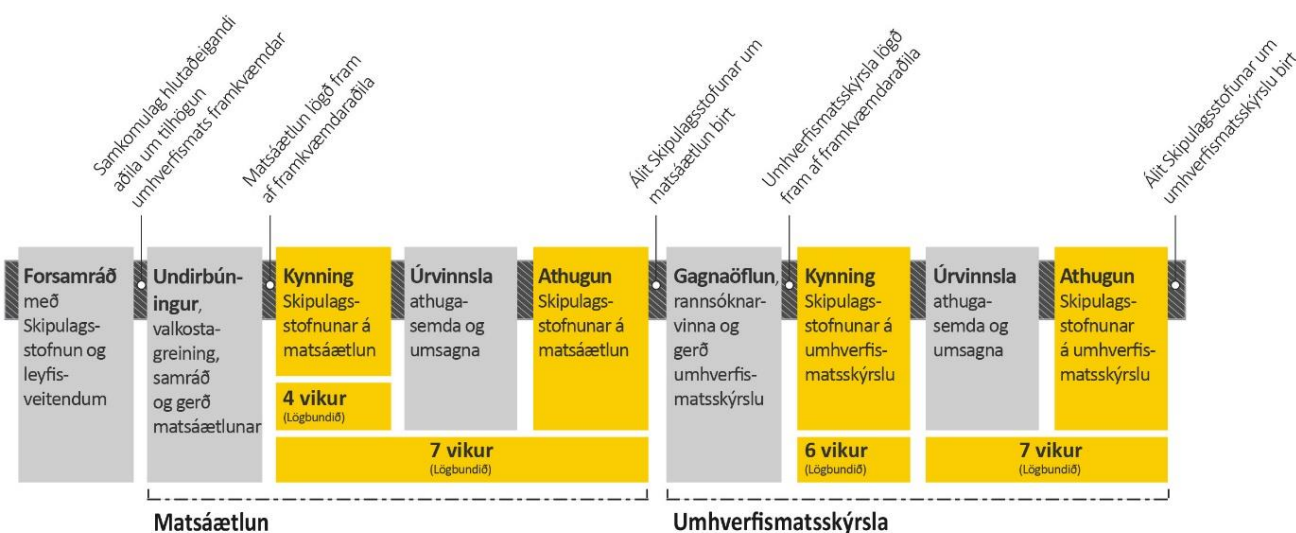 Samkomulag hlutaðeigandi
aðila um tilhögun
umhverfismats framkvæmdar
Matsáætlun lögð fram
af framkvæmdaraðila
Álit Skipulagsstofunar um
matsáætlun birt
Umhverfismatsskýrsla lögð
fram af framkvæmdaraðila
Álit Skipulagsstofunar um
umhverfismatsskýrslu birt
Forsamráð
með
Skipulags-
stofnun og
leyfis-
veitendum
Undirbún-
ingur,
valkosta-
greining,
samráð
og gerð
matsáætlunar
Kynning
Skipulags-
stofnunar á
matsáætlun
4 vikur
(Lögbundið)
Úrvinnsla
athuga-
semda og
umsagna
Athugun
Skipulags-
stofnunar á
matsáætlun
7 vikur
(Lögbundið)
Gagnaöflun,
rannsóknar-
vinna og
gerð
umhverfis-
matsskýrslu
Kynning
Skipulags-
stofnunar á
umhverfis-
matsskýrslu
6 vikur
(Lögbundið)
Úrvinnsla
athuga-
semda og
umsagna
Athugun
Skipulags-
stofnunar
á umhverfis-
matsskýrslu
7 vikur
(Lögbundið)
Matsáætlun
Umhverfismatsskýrsla